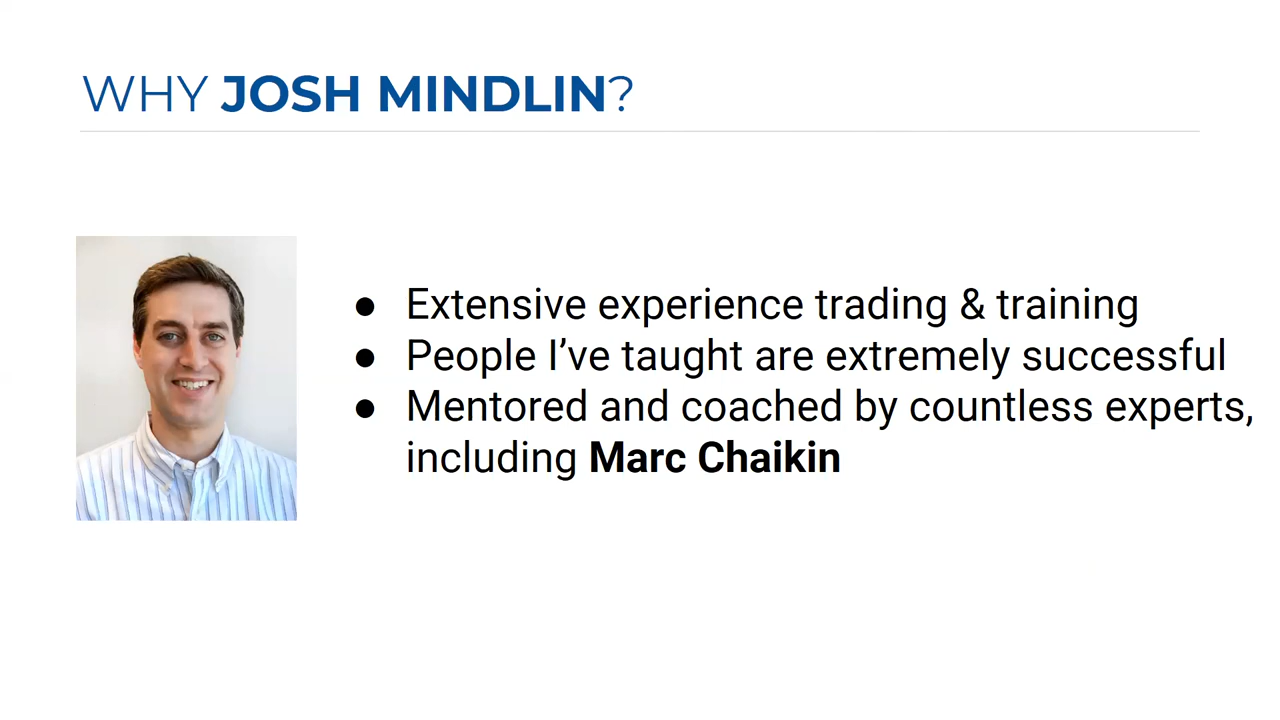 WHY JOSH MINDLIN?
● Extensive experience trading & training
● People I’ve taught are extremely successful
● Mentored and coached by countless experts,
including Marc Chaikin